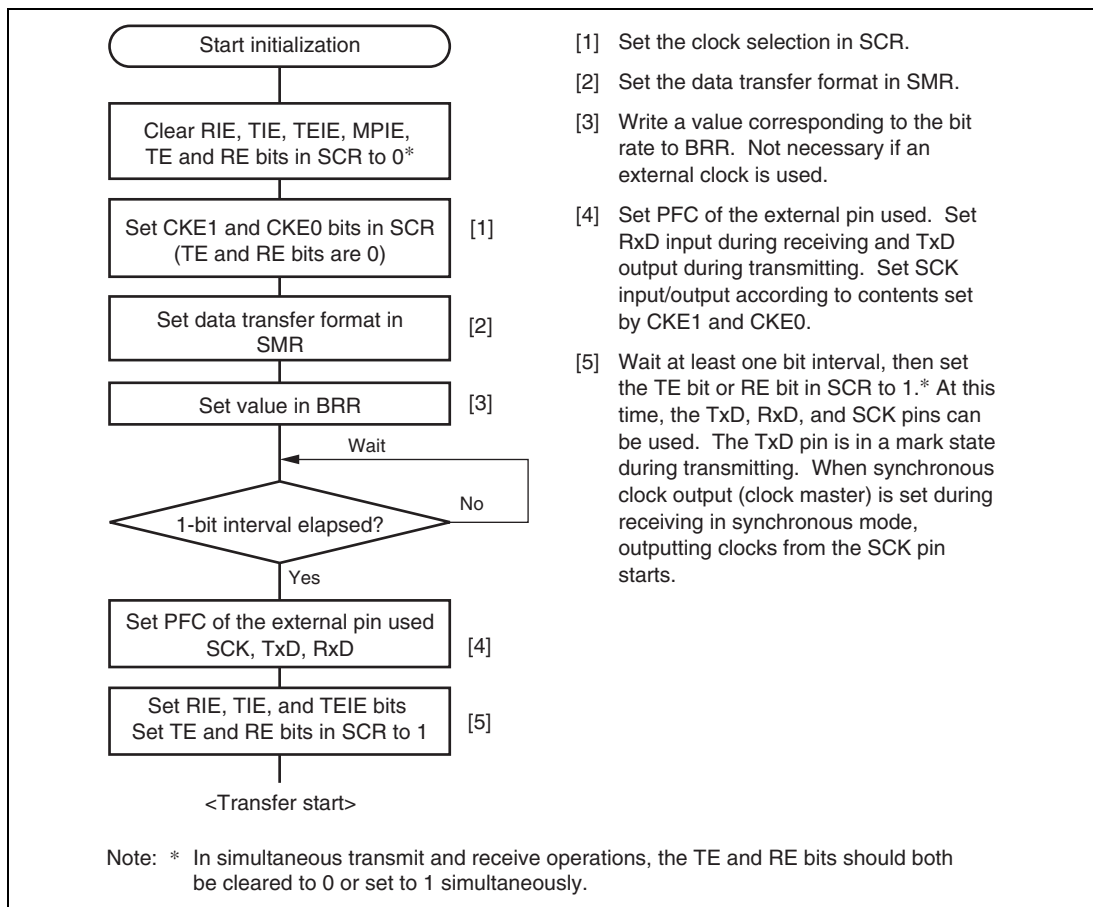 Start initialization
Clear RIE, TIE, TEIE, MPIE,
TE and RE bits in SCR to 0*
Set CKE1 and CKE0 bits in SCR
(TE and RE bits are 0)
[1]
Set data transfer format in
SMR
[2]
Set value in BRR
[3]
Wait
1-bit interval elapsed?
No
Yes
Set PFC of the external pin used
SCK, TxD, RxD
[4]
Set RIE, TIE, and TEIE bits
Set TE and RE bits in SCR to 1
[5]
<Transfer start>
[1] Set the clock selection in SCR.
[2] Set the data transfer format in SMR.
[3] Write a value corresponding to the bit
rate to BRR. Not necessary if an
external clock is used.
[4] Set PFC of the external pin used. Set
RxD input during receiving and TxD
output during transmitting. Set SCK
input/output according to contents set
by CKE1 and CKE0.
[5] Wait at least one bit interval, then set
the TE bit or RE bit in SCR to 1.* At this
time, the TxD, RxD, and SCK pins can
be used. The TxD pin is in a mark state
during transmitting. When synchronous
clock output (clock master) is set during
receiving in synchronous mode,
outputting clocks from the SCK pin
starts.
Note: * In simultaneous transmit and receive operations, the TE and RE bits should both
be cleared to 0 or set to 1 simultaneously.